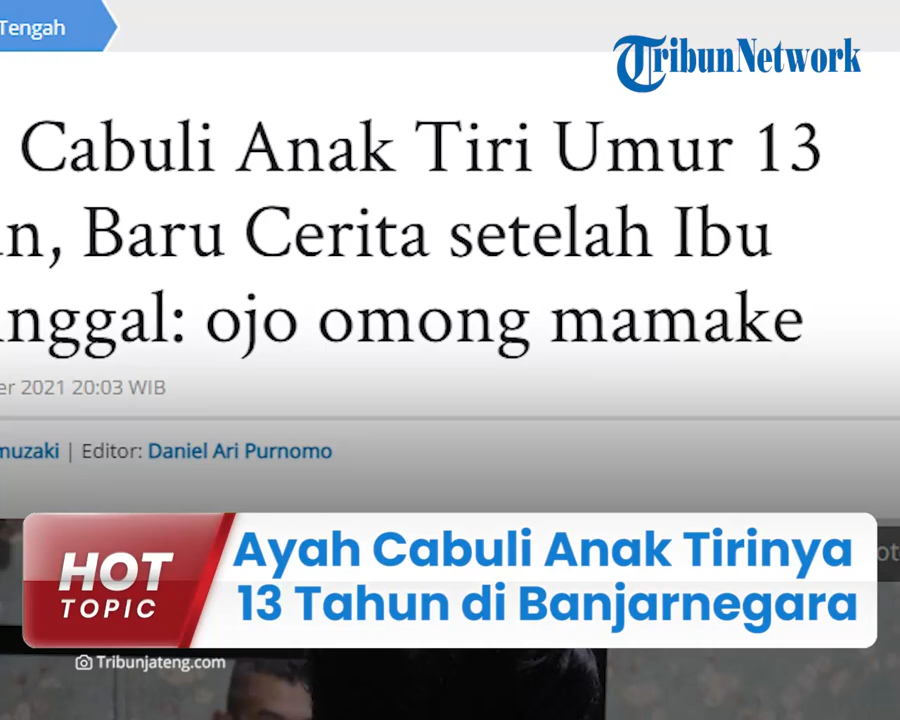 Tengah
TribunNetwork
Cabuli Anak Tiri Umur 13
n, Baru Cerita setelah Ibu
nggal: ojo omong mamake
er 2021 20:03 WIB
muzaki | Editor: Daniel Ari Purnomo
HOT
TOPIC
Ayah Cabuli Anak Tirinya
13 Tahun di Banjarnegara
ot
Tribunjateng.com